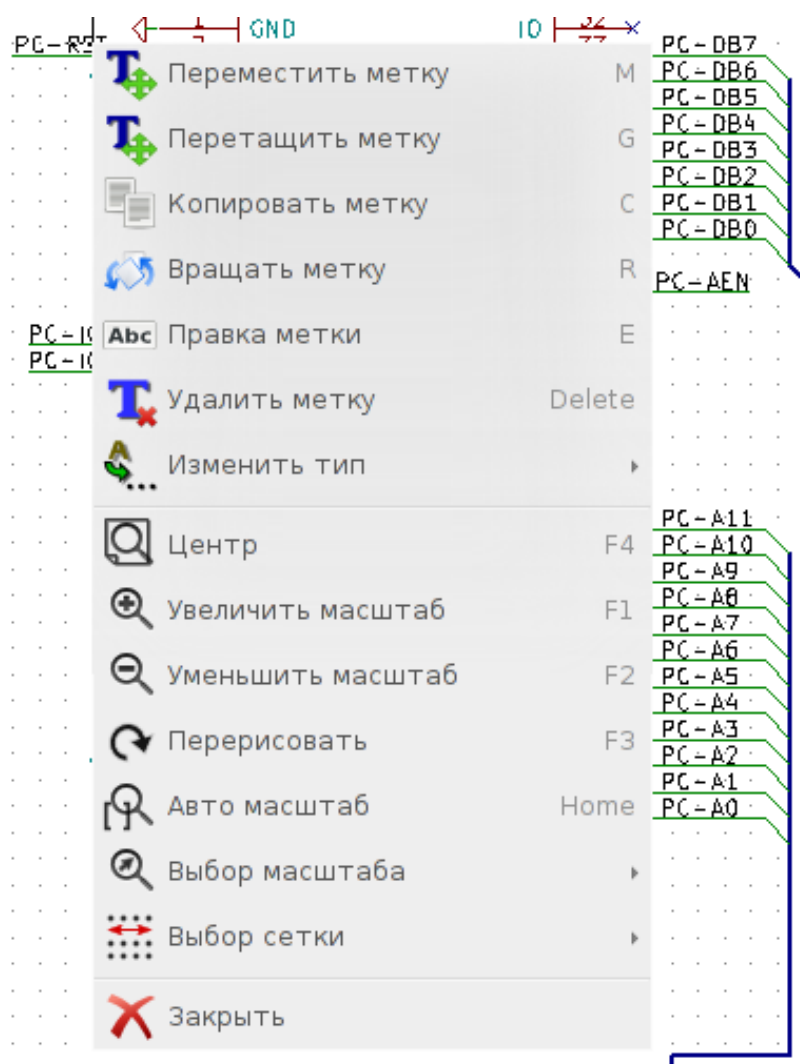 GND
IO
PC-RST
PC-DB7
Переместить метку M
PC-DB6
PC-DB5
PC-DB4
Перетащить метку G
PC-DB3
PC-DB2
Копировать метку C
PC-DB1
PC-DB0
Вращать метку R
PC-AEN
Abc Правка метки E
Удалить метку Delete
Изменить тип
PC-A11
Центр F4
PC-A10
PC-A9
PC-A8
Увеличить масштаб F1
PC-A7
PC-A6
Уменьшить масштаб F2
PC-A5
PC-A4
PC-A3
Перерисовать F3
PC-A2
PC-A1
Авто масштаб Home
PC-A0
Выбор масштаба
Выбор сетки
Закрыть